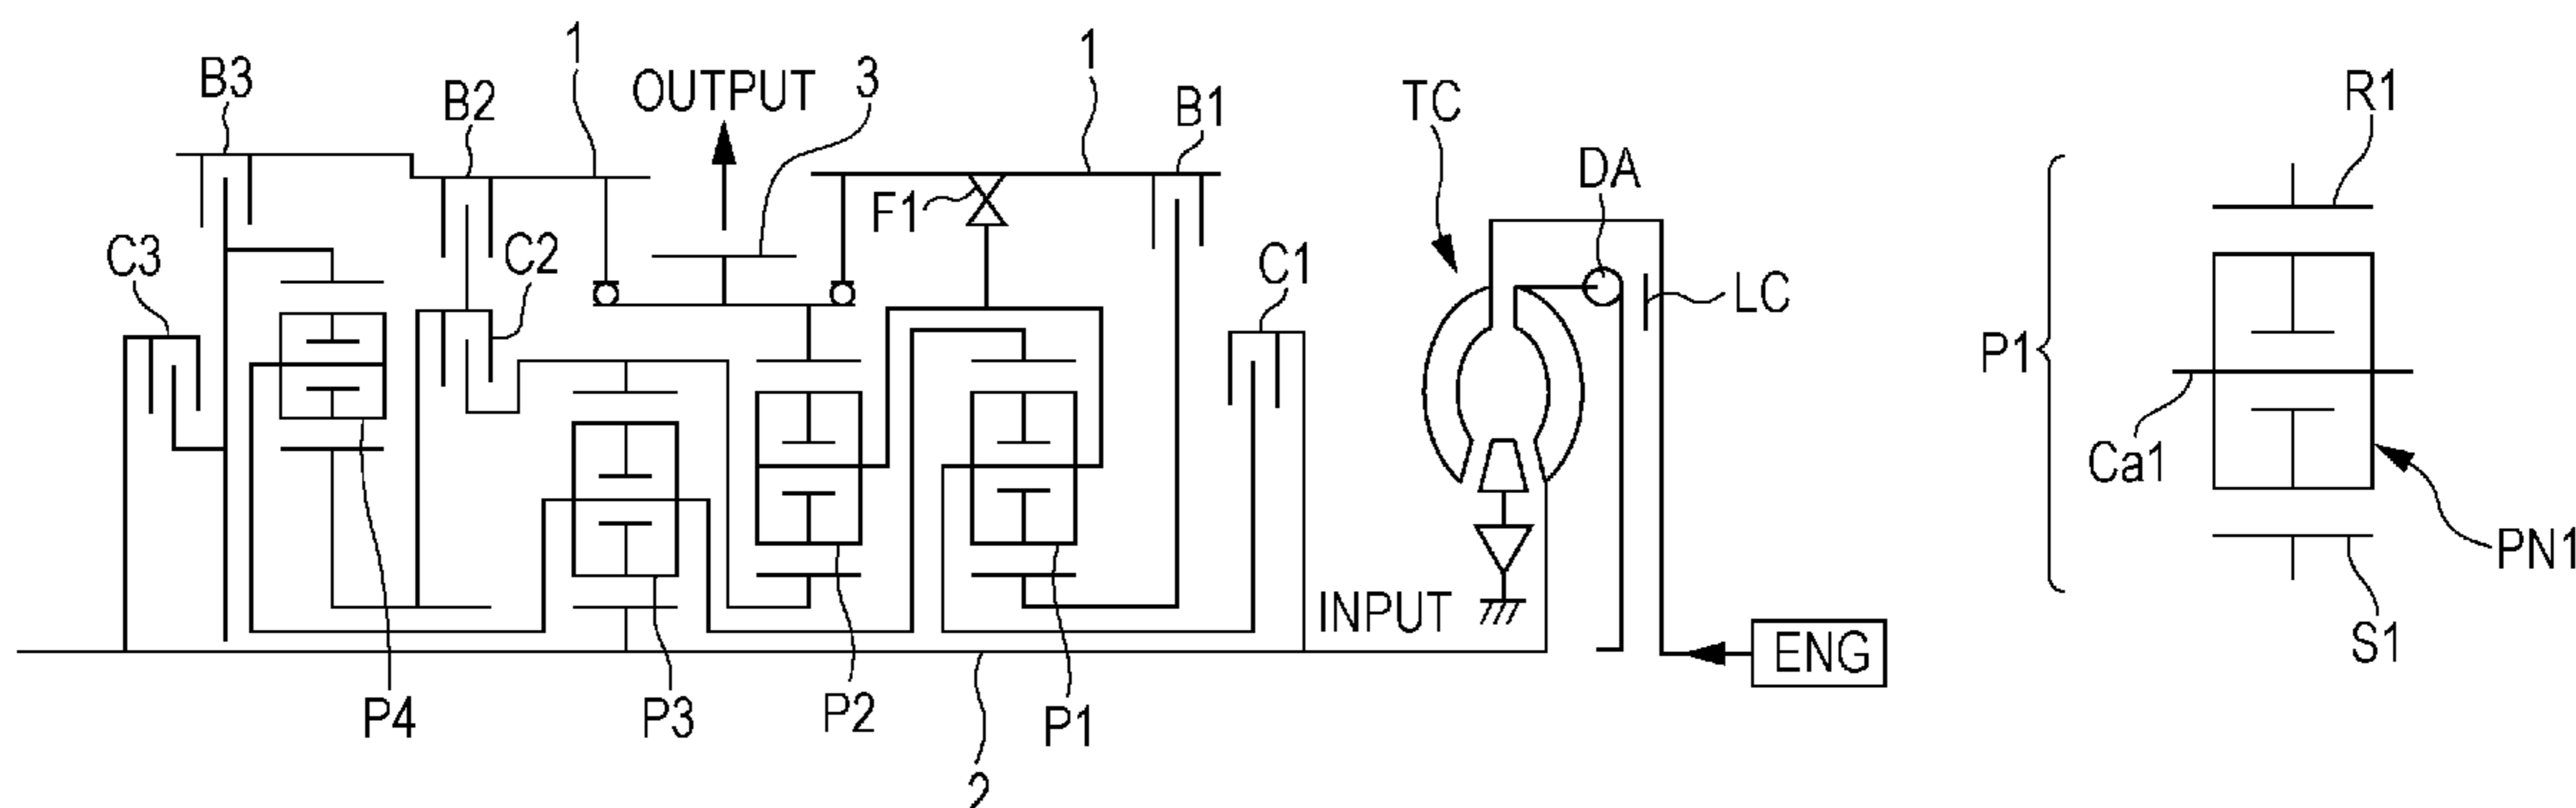 B3
B2
1
OUTPUT
3
1
B1
TC
DA
R1
F1
C3
C2
C1
LC
P1
Ca1
PN1
S1
INPUT
ENG
P4
P3
P2
P1
2